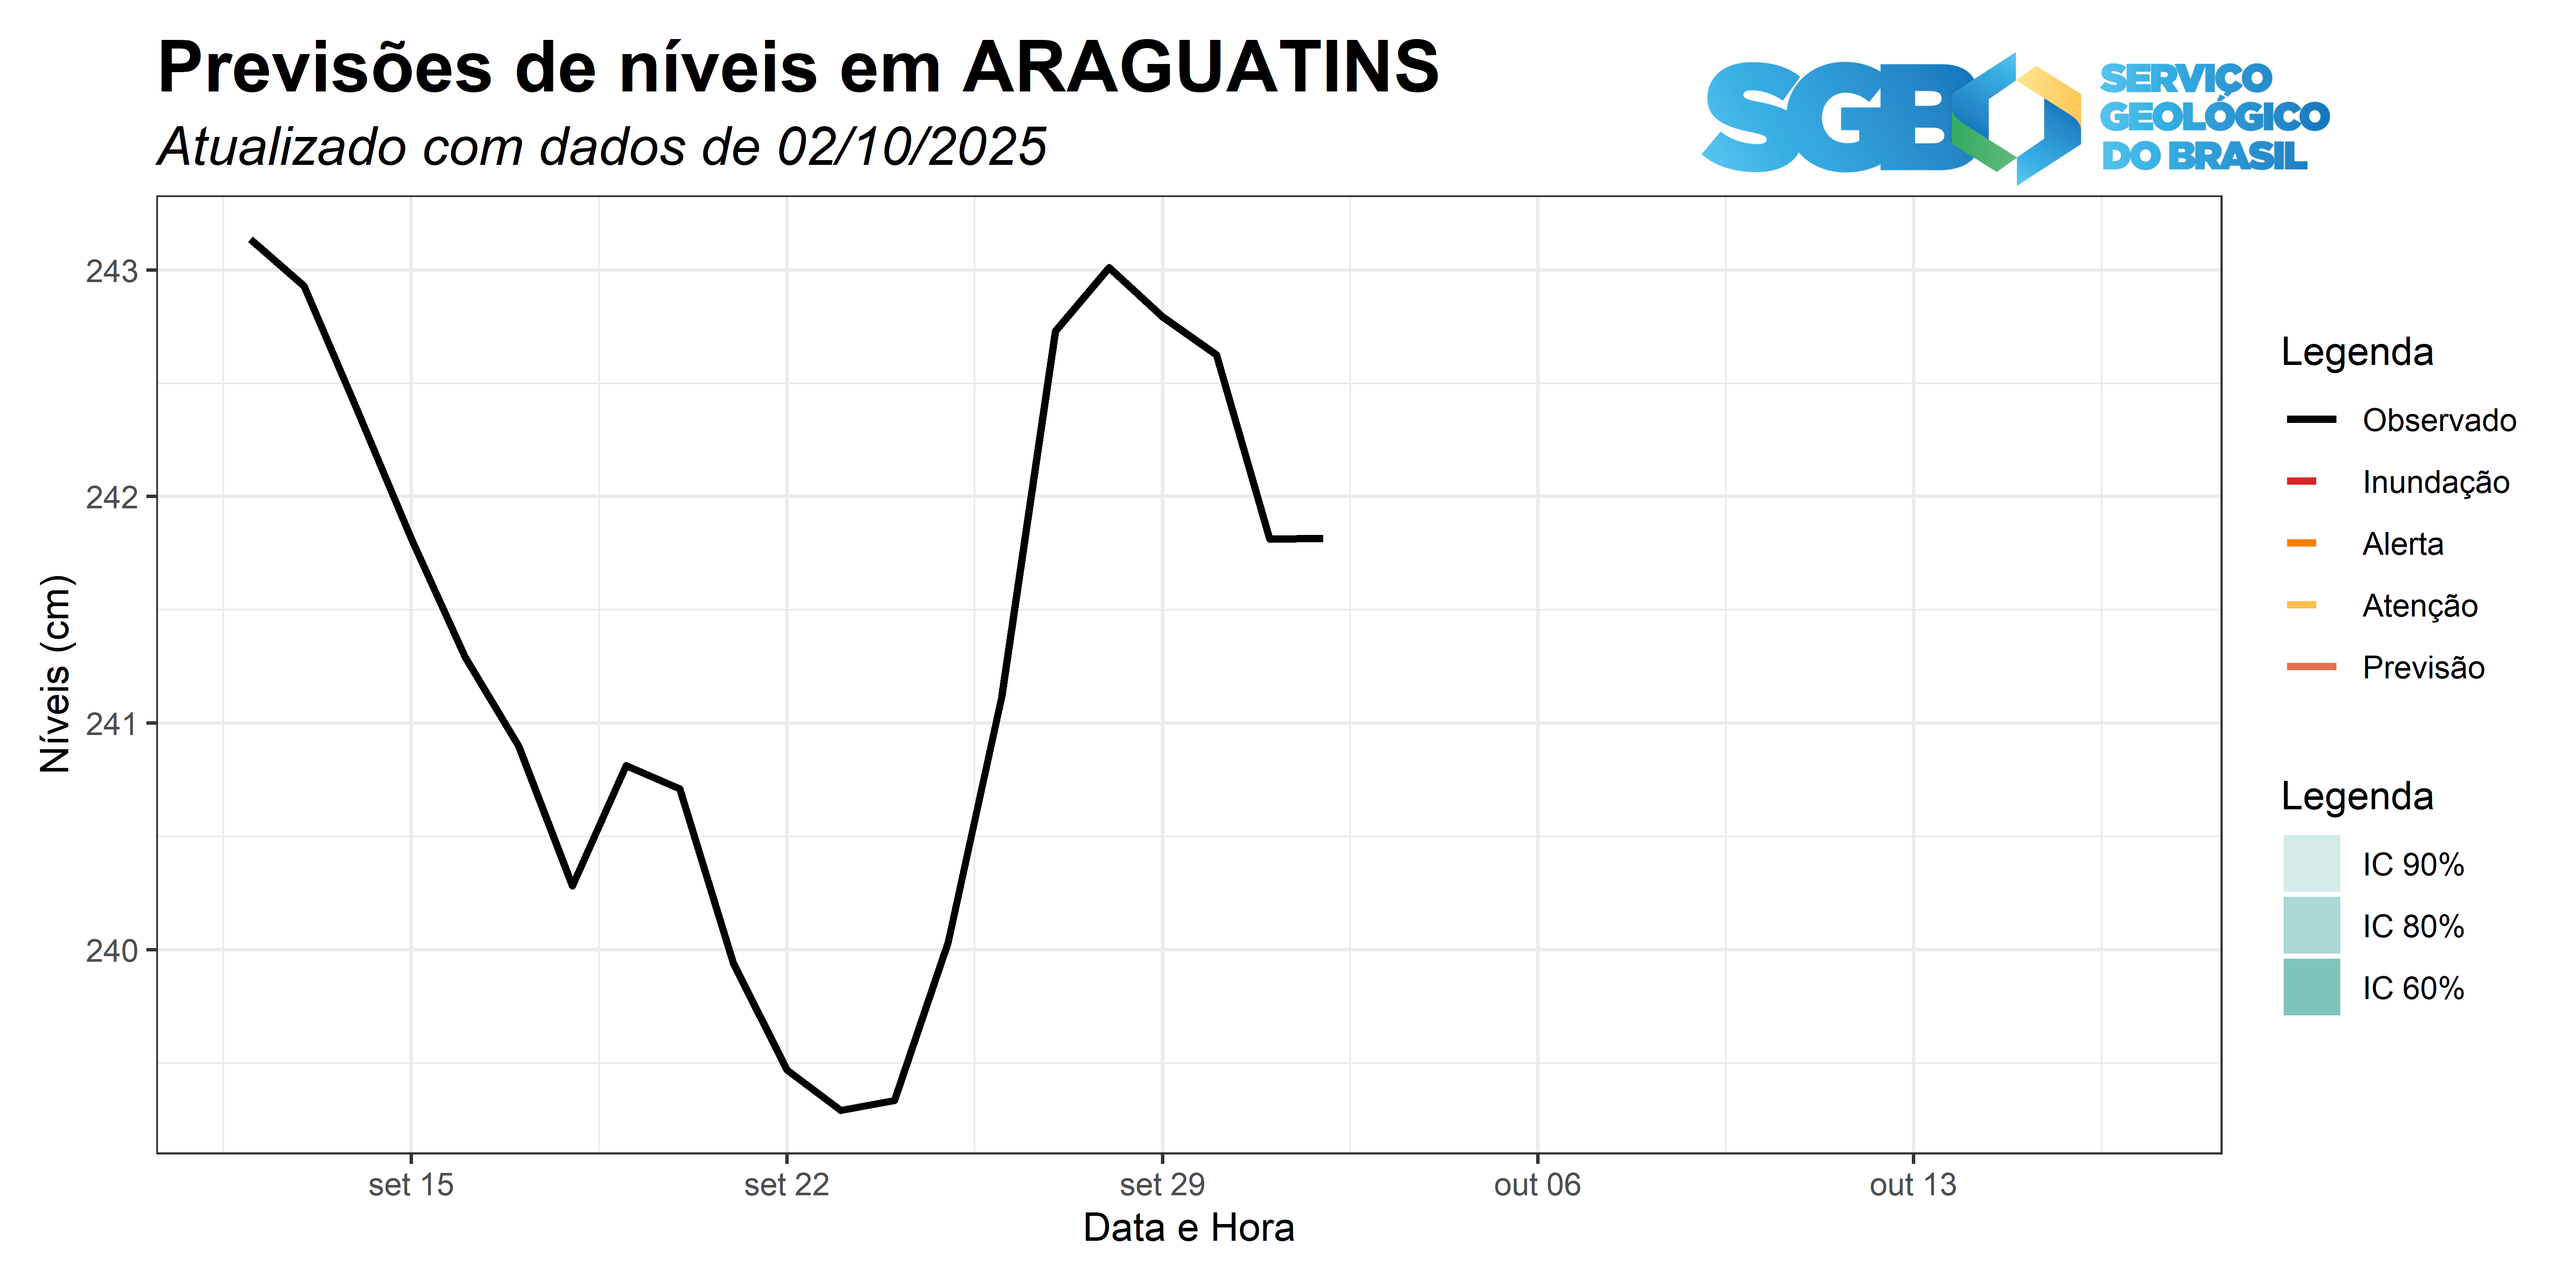 Previsões de níveis em ARAGUATINS
Atualizado com dados de 02/10/2025
SGB
SERVIÇO
GEOLÓGICO
DO BRASIL
243
242
241
240
Níveis (cm)
set 15
set 22
set 29
out 06
out 13
Data e Hora
Legenda
Observado
Inundação
Alerta
Atenção
Previsão
Legenda
IC 90%
IC 80%
IC 60%